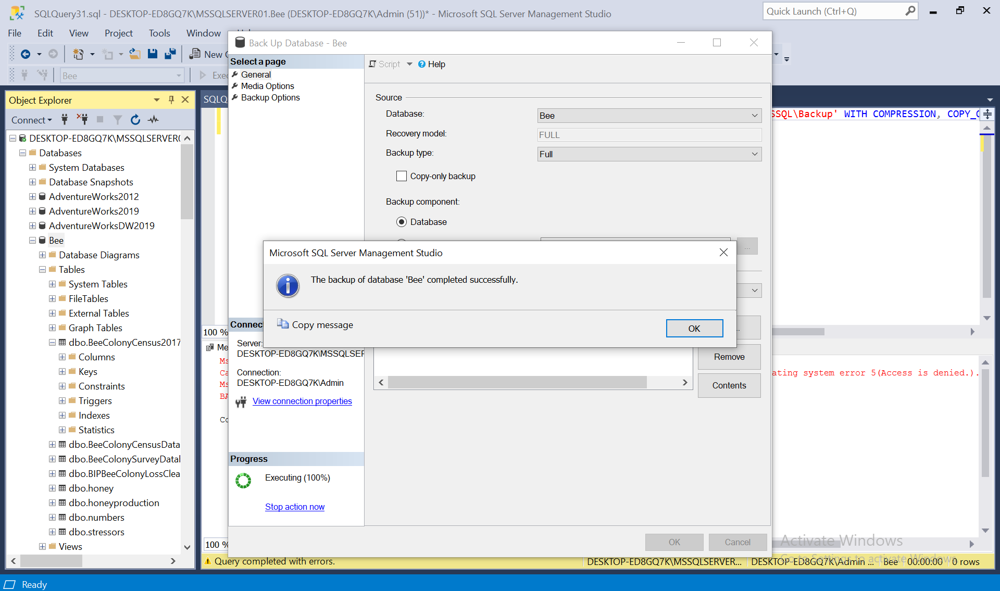 SQLQuery31.sql - DESKTOP-ED8GQ7K\MSSQLSERVER01.Bee (DESKTOP-ED8GQ7K\Admin (51))* - Microsoft SQL Server Management Studio
Quick Launch (Ctrl+Q)
File Edit View Project Tools Window
New
Bee
Back Up Database - Bee
Select a page
General
Media Options
Backup Options
Script Help
Source
Database: Bee
Recovery model: FULL
Backup type: Full
Copy-only backup
Backup component:
Database
...
Object Explorer
Connect
DESKTOP-ED8GQ7K\MSSQLSERVER
Databases
System Databases
Database Snapshots
AdventureWorks2012
AdventureWorks2019
AdventureWorksDW2019
Bee
Database Diagrams
Tables
System Tables
FileTables
External Tables
Graph Tables
dbo.BeeColonyCensus2017
Columns
Keys
Constraints
Triggers
Indexes
Statistics
dbo.BeeColonyCensusData
dbo.BeeColonySurveyData
dbo.BIPBeeColonyLossClea
dbo.honey
dbo.honeyproduction
dbo.numbers
dbo.stressors
Views
SQLQ
SSQL\Backup' WITH COMPRESSION, COPY_
100 %
Me
Microsoft SQL Server Management Studio
The backup of database 'Bee' completed successfully.
Copy message
OK
Connec
Server:
DESKTOP-ED8GQ7K\MSSQLSER
Connection:
DESKTOP-ED8GQ7K\Admin
View connection properties
Remove
Contents
ating system error 5(Access is denied.).
Progress
Executing (100%)
Stop action now
OK Cancel
100 %
Activate Windows
Go to Settings to activate Windows.
Query completed with errors.
DESKTOP-ED8GQ7K\MSSQLSERVER... DESKTOP-ED8GQ7K\Admin ... Bee 00:00:00 0 rows
Ready